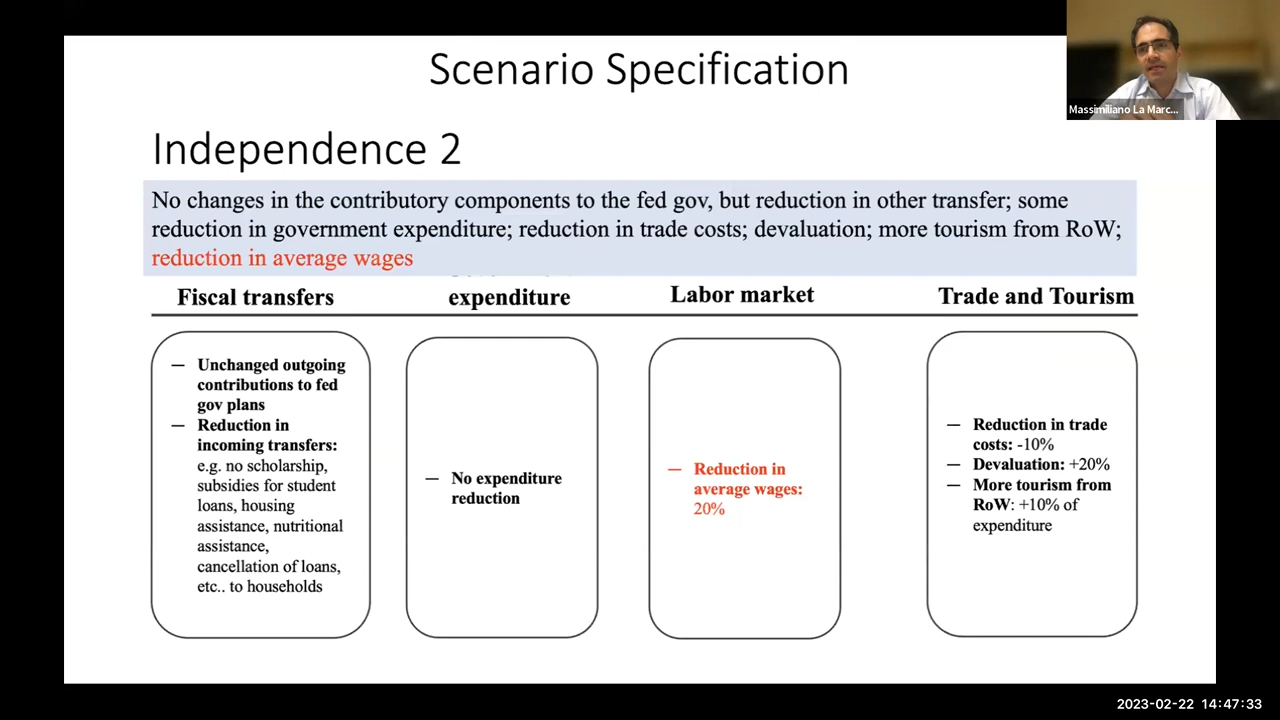 Scenario Specification
Massimiliano La Marc...
Independence 2
No changes in the contributory components to the fed gov, but reduction in other transfer; some
reduction in government expenditure; reduction in trade costs; devaluation; more tourism from RoW;
reduction in average wages
Fiscal transfers
expenditure
Labor market
Trade and Tourism
— Unchanged outgoing
contributions to fed
gov plans
— Reduction in
incoming transfers:
e.g. no scholarship,
subsidies for student
loans, housing
assistance, nutritional
assistance,
cancellation of loans,
etc.. to households
— No expenditure
reduction
— Reduction in
average wages:
20%
— Reduction in trade
costs: -10%
— Devaluation: +20%
— More tourism from
RoW: +10% of
expenditure
2023-02-22 14:47:33